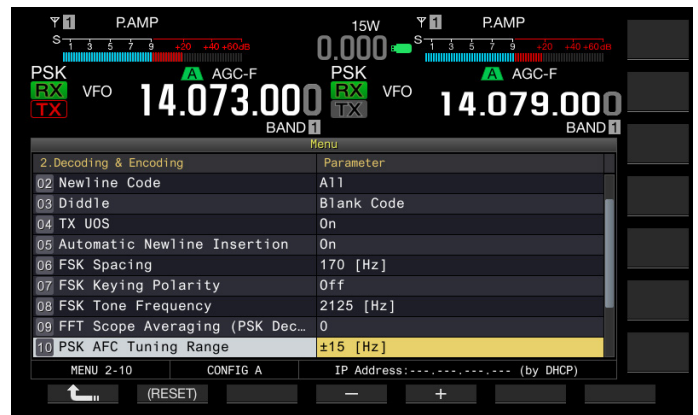 1 P.AMP 15W 1 P.AMP
S 1 3 5 7 9 +20 +40 +60dB 0.000 S 1 3 5 7 9 +20 +40 +60dB
PSK A AGC-F PSK A AGC-F
RX VFO 14.073.000 RX VFO 14.079.000
TX TX
BAND 1 BAND 1
Menu
2.Decoding & Encoding Parameter
02 Newline Code All
03 Diddle Blank Code
04 TX UOS On
05 Automatic Newline Insertion On
06 FSK Spacing 170 [Hz]
07 FSK Keying Polarity Off
08 FSK Tone Frequency 2125 [Hz]
09 FFT Scope Averaging (PSK Dec... 0
10 PSK AFC Tuning Range ±15 [Hz]
MENU 2-10 CONFIG A IP Address:---.---.---.--- (by DHCP)
(RESET) − +